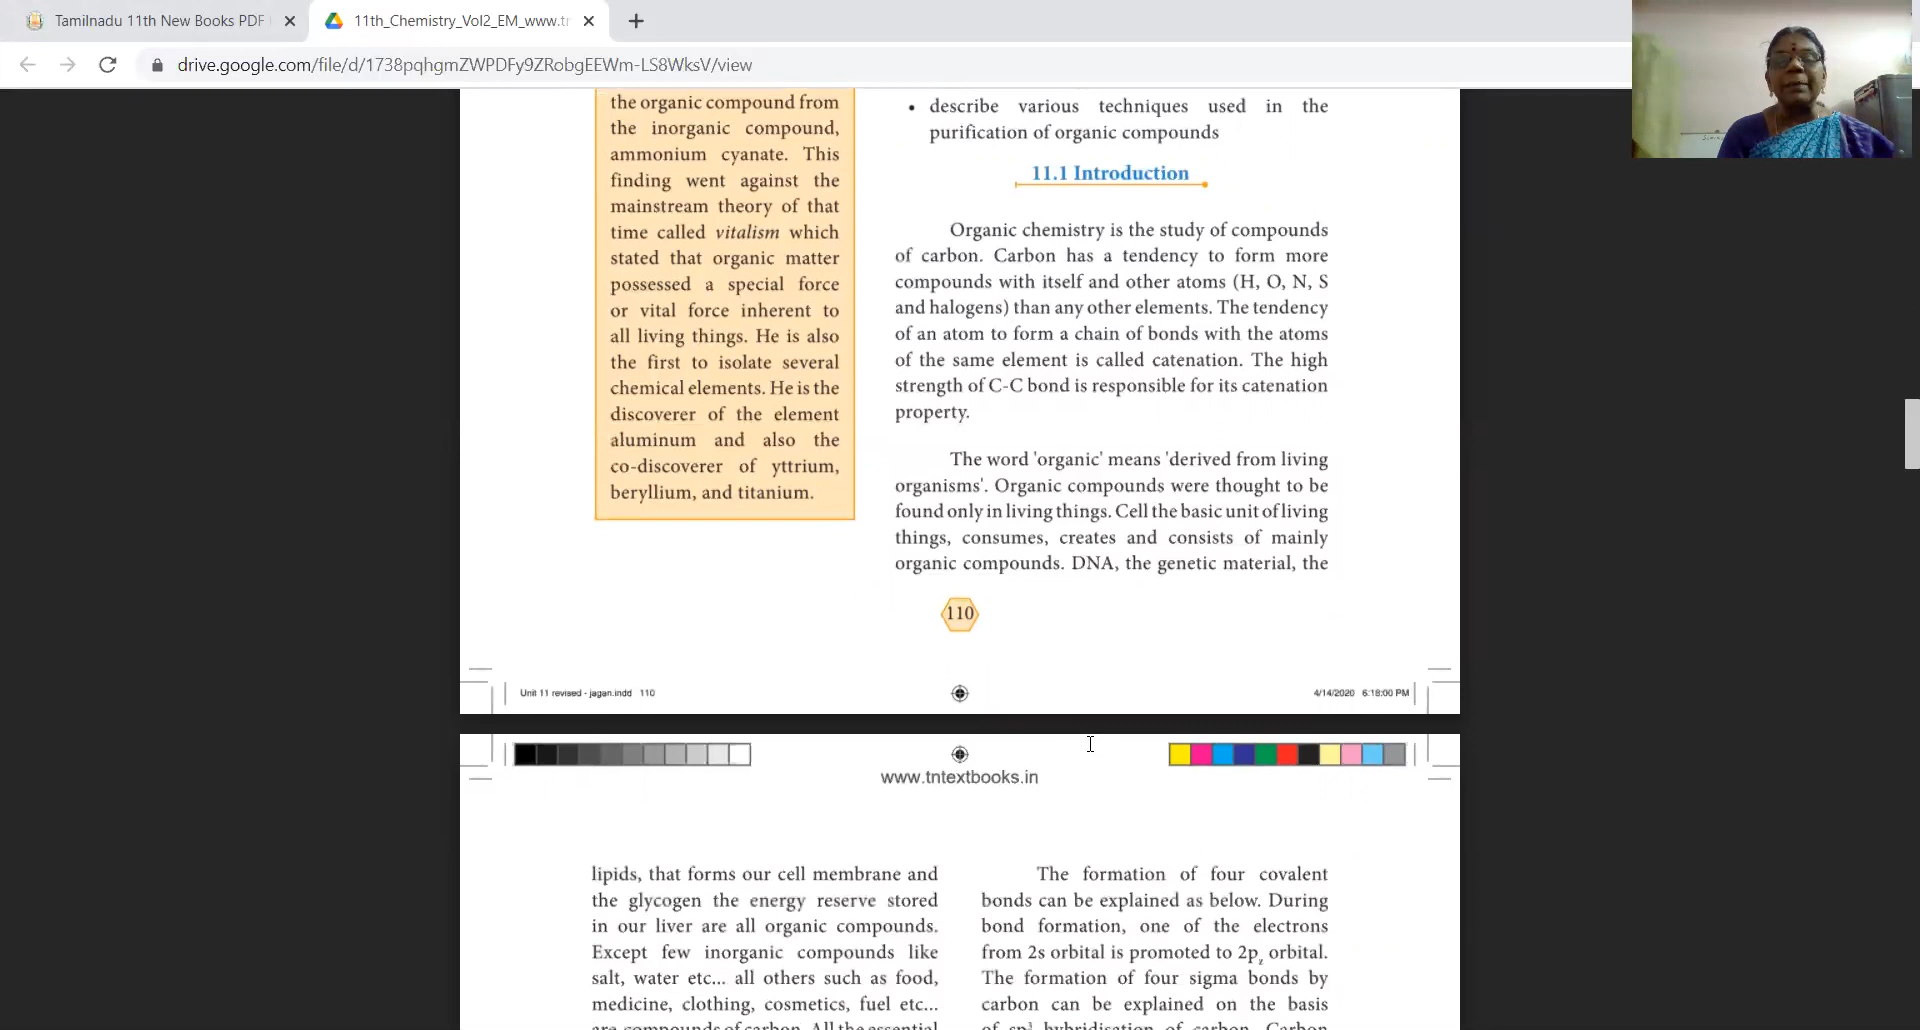 Tamilnadu 11th New Books PDF
11th_Chemistry_Vol2_EM_www.tr
drive.google.com/file/d/1738pqhgmZWPDFy9ZRobgEEWm-LS8WksV/view
the organic compound from
the inorganic compound,
ammonium cyanate. This
finding went against the
mainstream theory of that
time called vitalism which
stated that organic matter
possessed a special force
or vital force inherent to
all living things. He is also
the first to isolate several
chemical elements. He is the
discoverer of the element
aluminum and also the
co-discoverer of yttrium,
beryllium, and titanium.
• describe various techniques used in the
purification of organic compounds
11.1 Introduction
Organic chemistry is the study of compounds
of carbon. Carbon has a tendency to form more
compounds with itself and other atoms (H, O, N, S
and halogens) than any other elements. The tendency
of an atom to form a chain of bonds with the atoms
of the same element is called catenation. The high
strength of C-C bond is responsible for its catenation
property.
The word 'organic' means 'derived from living
organisms'. Organic compounds were thought to be
found only in living things. Cell the basic unit of living
things, consumes, creates and consists of mainly
organic compounds. DNA, the genetic material, the
110
Unit 11 revised - jagan.indd 110
4/14/2020 6:18:00 PM
www.tntextbooks.in
lipids, that forms our cell membrane and
the glycogen the energy reserve stored
in our liver are all organic compounds.
Except few inorganic compounds like
salt, water etc... all others such as food,
medicine, clothing, cosmetics, fuel etc...
are compounds of carbon. All the essential
The formation of four covalent
bonds can be explained as below. During
bond formation, one of the electrons
from 2s orbital is promoted to 2pz orbital.
The formation of four sigma bonds by
carbon can be explained on the basis
of sp³ hybridisation of carbon. Carbon